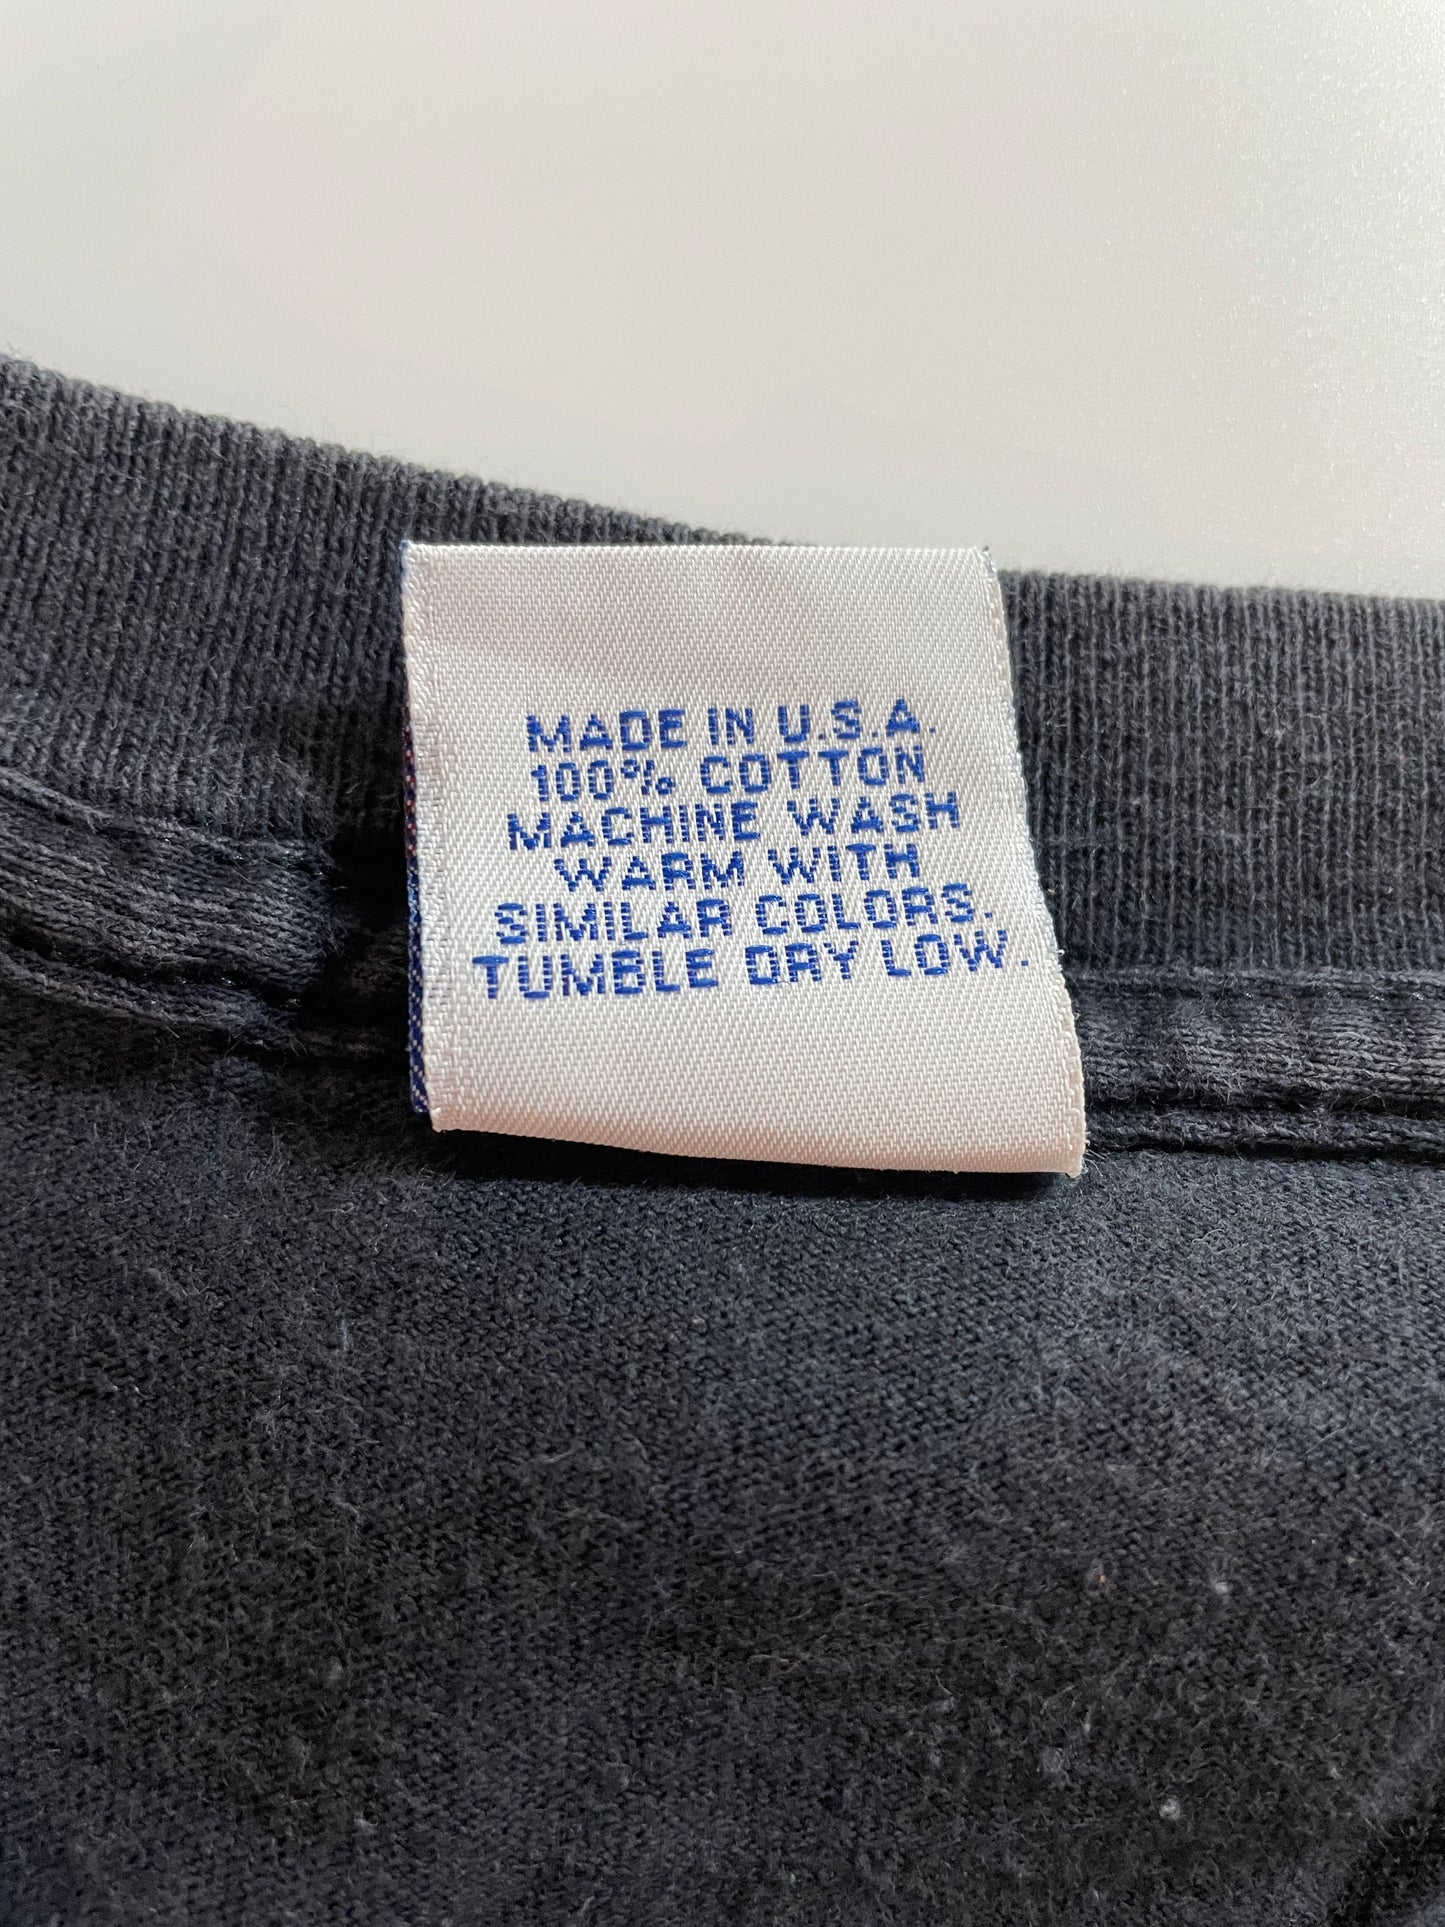 MADE IN U.S.A.
100% COTTON
MACHINE WASH
WARM WITH
SIMILAR COLORS.
TUMBLE DRY LOW.